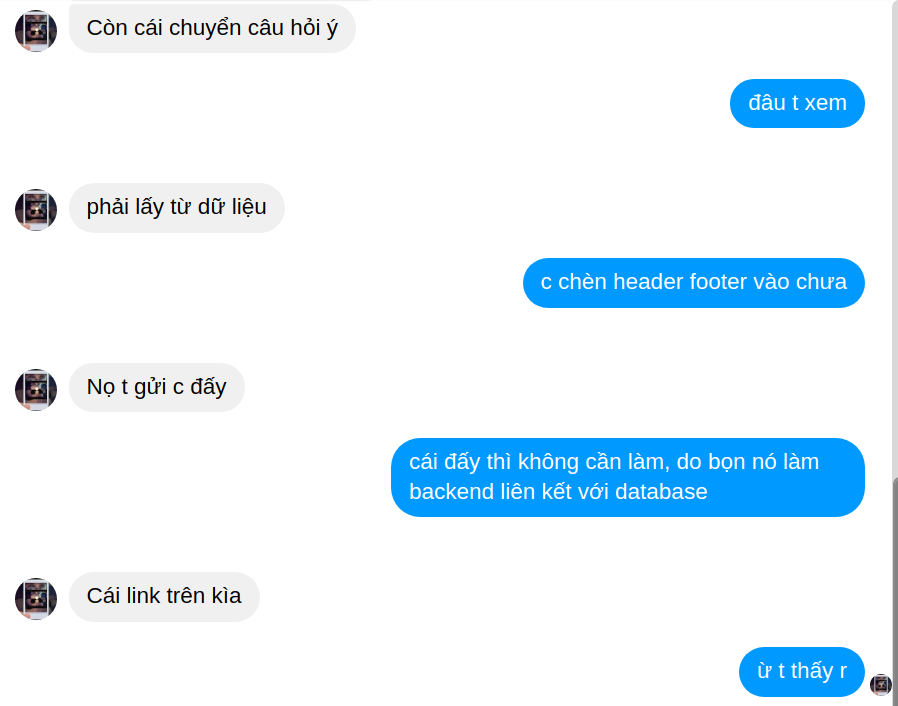 Còn cái chuyển câu hỏi ý
đâu t xem
phải lấy từ dữ liệu
c chèn header footer vào chưa
Nọ t gửi c đấy
cái đấy thì không cần làm, do bọn nó làm
backend liên kết với database
Cái link trên kìa
ừ t thấy r